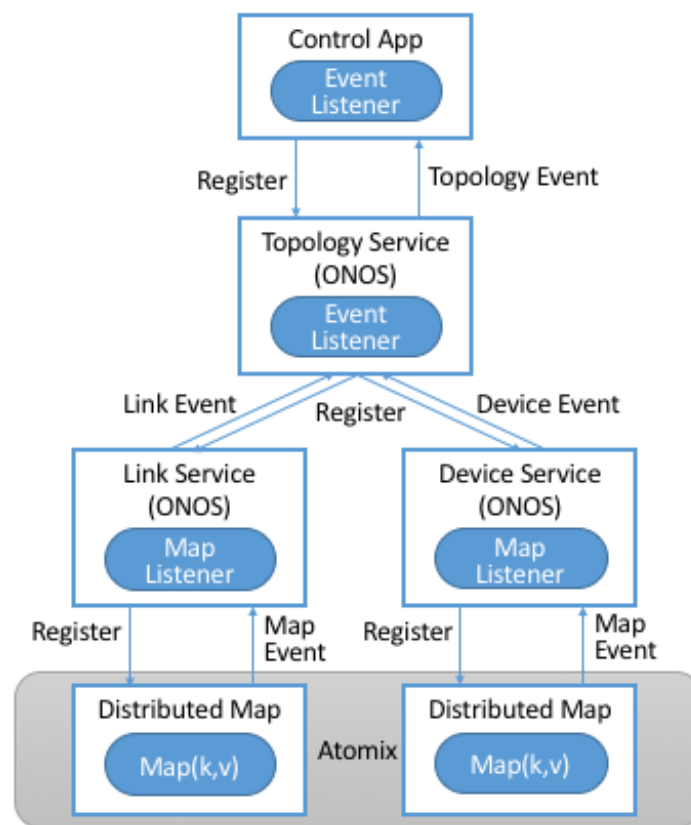 Control App
Event
Listener
Register
Topology Event
Topology Service
(ONOS)
Event
Listener
Link Event
Register
Device Event
Link Service
(ONOS)
Map
Listener
Device Service
(ONOS)
Map
Listener
Register
Map
Event
Register
Map
Event
Distributed Map
Map(k,v)
Atomix
Distributed Map
Map(k,v)